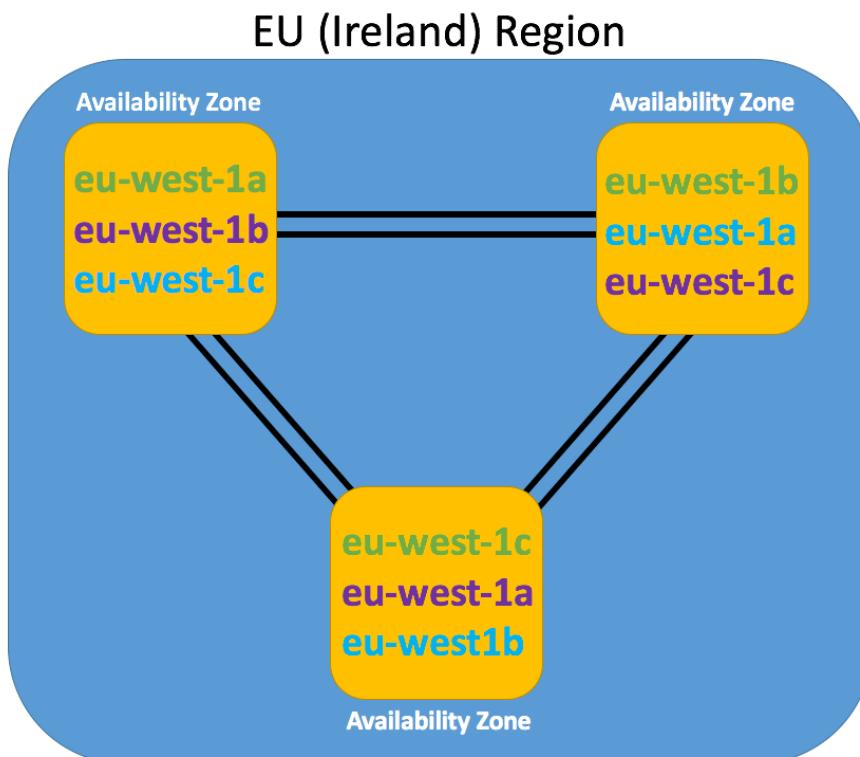 EU (Ireland) Region
Availability Zone
eu-west-1a
eu-west-1b
eu-west-1c
Availability Zone
eu-west-1b
eu-west-1a
eu-west-1c
eu-west-1c
eu-west-1a
eu-west1b
Availability Zone